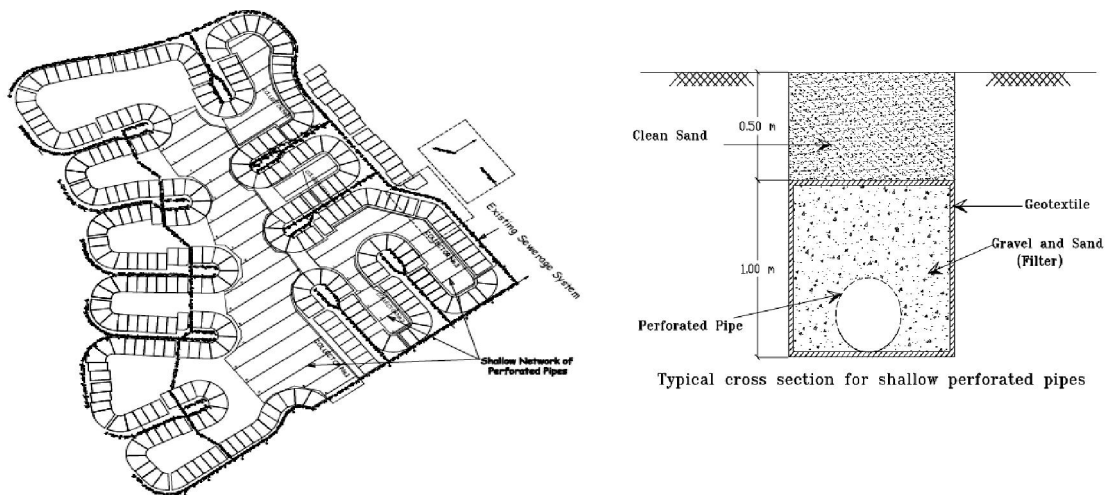 Existing Sewerage System
Shallow Network of
Perforated Pipes
0.50 m
Clean Sand
Geotextile
Gravel and Sand
(Filter)
1.00 m
Perforated Pipe
Typical cross section for shallow perforated pipes